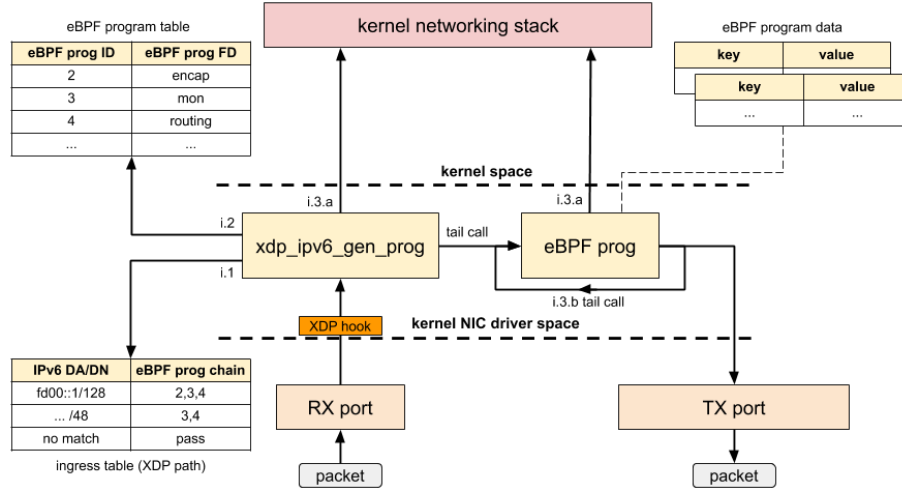 eBPF program table
eBPF prog ID eBPF prog FD
2 encap
3 mon
4 routing
... ...
kernel networking stack
eBPF program data
key value
key value
... ...
kernel space
i.3.a
i.3.a
i.2
xdp_ipv6_gen_prog
tail call
eBPF prog
i.1
i.3.b tail call
XDP hook
kernel NIC driver space
IPv6 DA/DN eBPF prog chain
fd00::1/128 2,3,4
... /48 3,4
no match pass
ingress table (XDP path)
RX port
TX port
packet
packet